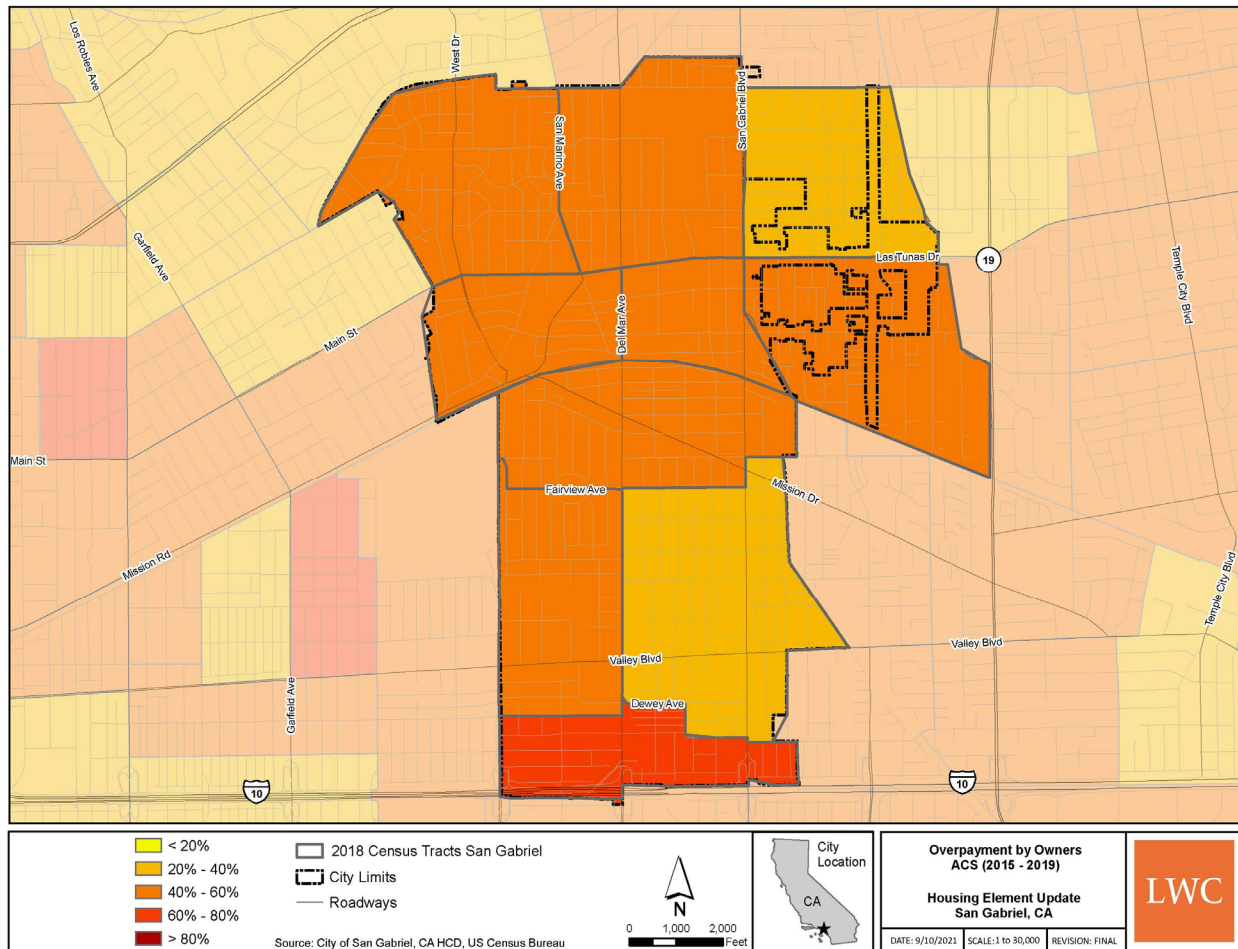 Los Robles Ave
West Dr
San Marino Ave
San Gabriel Blvd
Garfield Ave
Las Tunas Dr
19
Temple City Blvd
Main St
Del Mar Ave
Main St
Fairview Ave
Mission Dr
Mission Rd
Temple City Blvd
Valley Blvd
Valley Blvd
Garfield Ave
Dewey Ave
10
10
< 20%
20% - 40%
40% - 60%
60% - 80%
> 80%
2018 Census Tracts San Gabriel
City Limits
Roadways
Source: City of San Gabriel, CA HCD, US Census Bureau
N
0 1,000 2,000
Feet
City
Location
CA
Overpayment by Owners
ACS (2015 - 2019)
Housing Element Update
San Gabriel, CA
DATE: 9/10/2021 SCALE:1 to 30,000 REVISION: FINAL
LWC